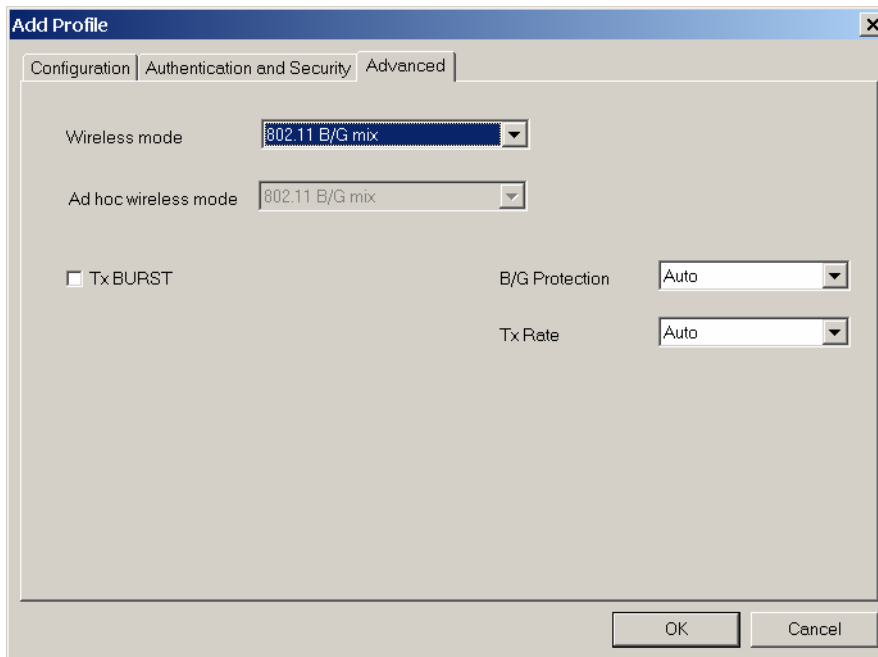 Add Profile
Configuration Authentication and Security Advanced
Wireless mode 802.11 B/G mix
Ad hoc wireless mode 802.11 B/G mix
Tx BURST B/G Protection Auto
Tx Rate Auto
OK Cancel